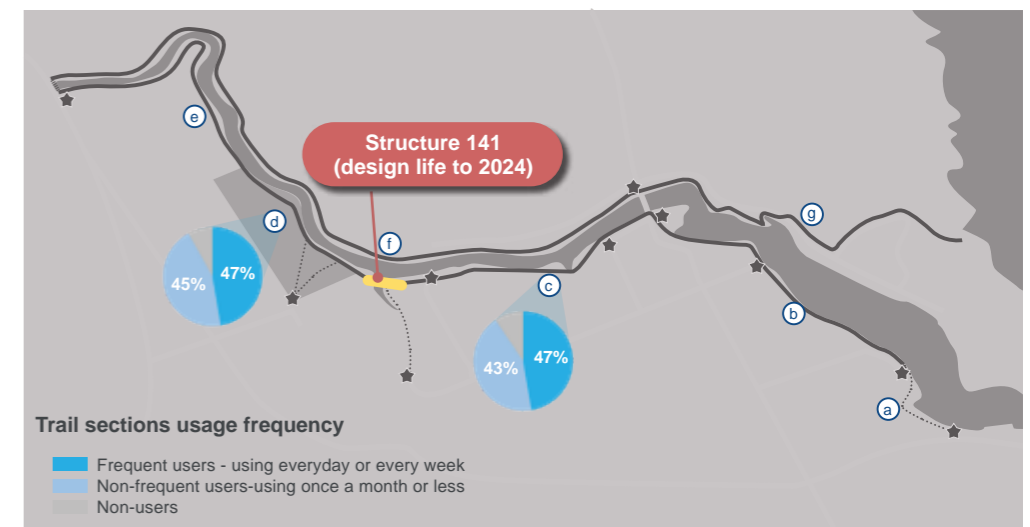 Structure 141
(design life to 2024)
e
d
f
g
c
b
a
45%
47%
43%
47%
Trail sections usage frequency
Frequent users - using everyday or every week
Non-frequent users-using once a month or less
Non-users